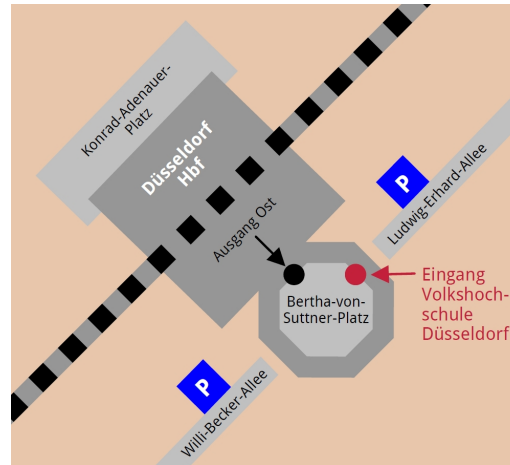 Konrad-Adenauer-
Platz
Düsseldorf
Hbf
P
Ludwig-Erhard-Allee
Ausgang Ost
Bertha-von-
Suttner-Platz
Eingang
Volkshoch-
schule
Düsseldorf
P
Willi-Becker-Allee